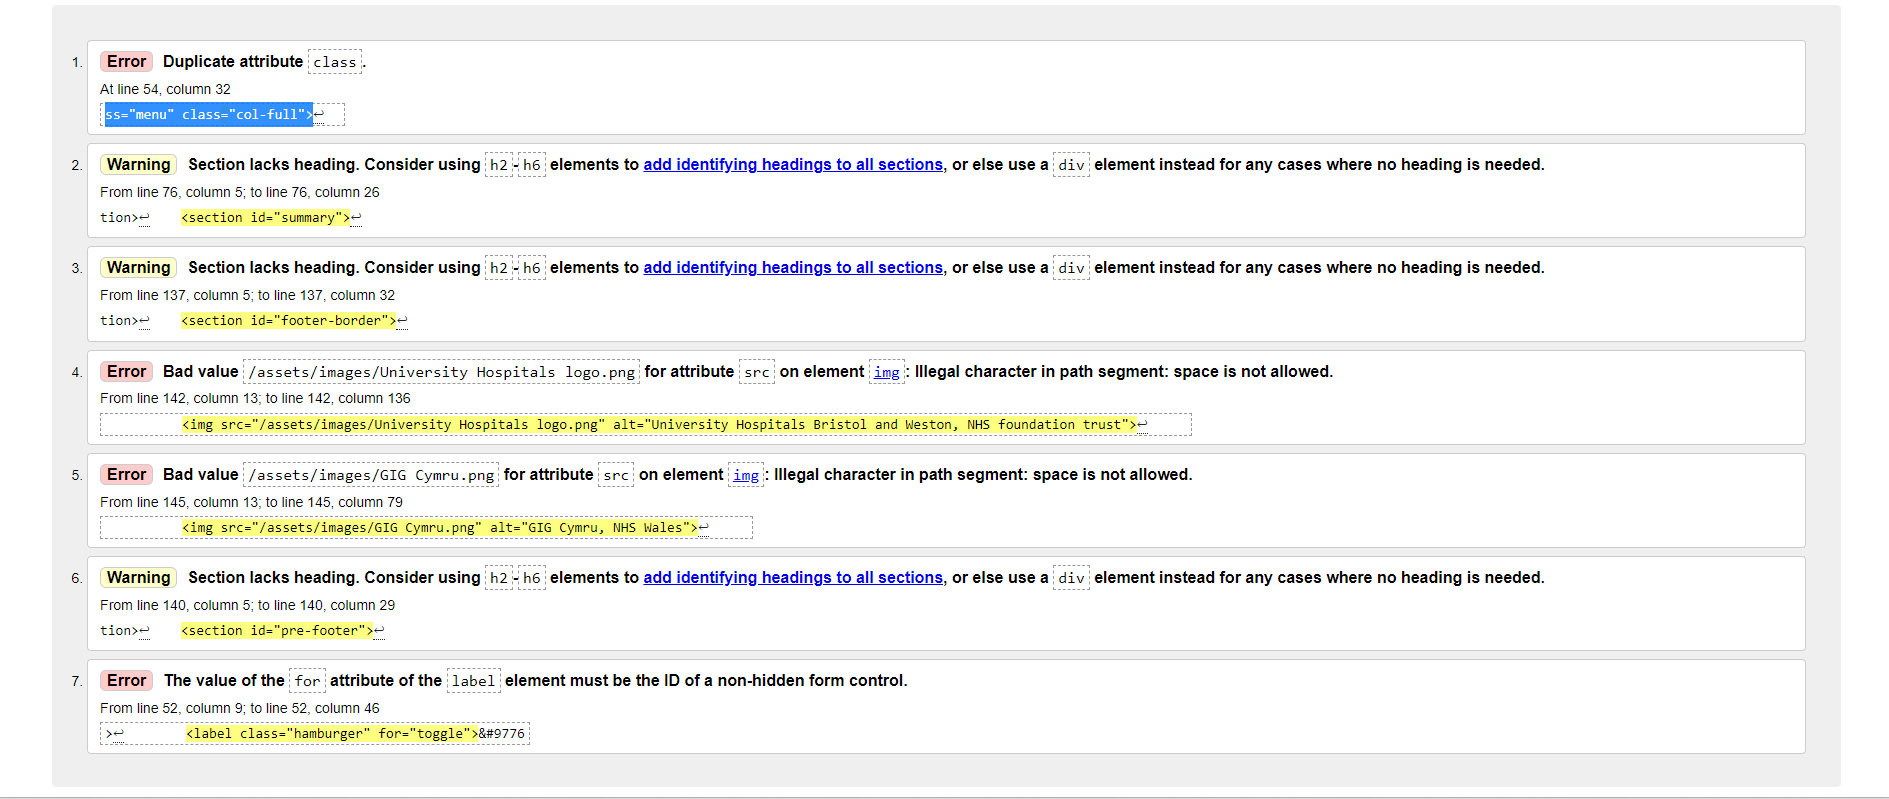 1. Error Duplicate attribute class.
At line 54, column 32
ss="menu" class="col-full">↩
2. Warning Section lacks heading. Consider using h2-h6 elements to add identifying headings to all sections, or else use a div element instead for any cases where no heading is needed.
From line 76, column 5; to line 76, column 26
tion>↩ <section id="summary">↩
3. Warning Section lacks heading. Consider using h2-h6 elements to add identifying headings to all sections, or else use a div element instead for any cases where no heading is needed.
From line 137, column 5; to line 137, column 32
tion>↩ <section id="footer-border">↩
4. Error Bad value /assets/images/University Hospitals logo.png for attribute src on element img: Illegal character in path segment: space is not allowed.
From line 142, column 13; to line 142, column 136
<img src="/assets/images/University Hospitals logo.png" alt="University Hospitals Bristol and Weston, NHS foundation trust">↩
5. Error Bad value /assets/images/GIG Cymru.png for attribute src on element img: Illegal character in path segment: space is not allowed.
From line 145, column 13; to line 145, column 79
<img src="/assets/images/GIG Cymru.png" alt="GIG Cymru, NHS Wales">↩
6. Warning Section lacks heading. Consider using h2-h6 elements to add identifying headings to all sections, or else use a div element instead for any cases where no heading is needed.
From line 140, column 5; to line 140, column 29
tion>↩ <section id="pre-footer">↩
7. Error The value of the for attribute of the label element must be the ID of a non-hidden form control.
From line 52, column 9; to line 52, column 46
>↩ <label class="hamburger" for="toggle">&#9776